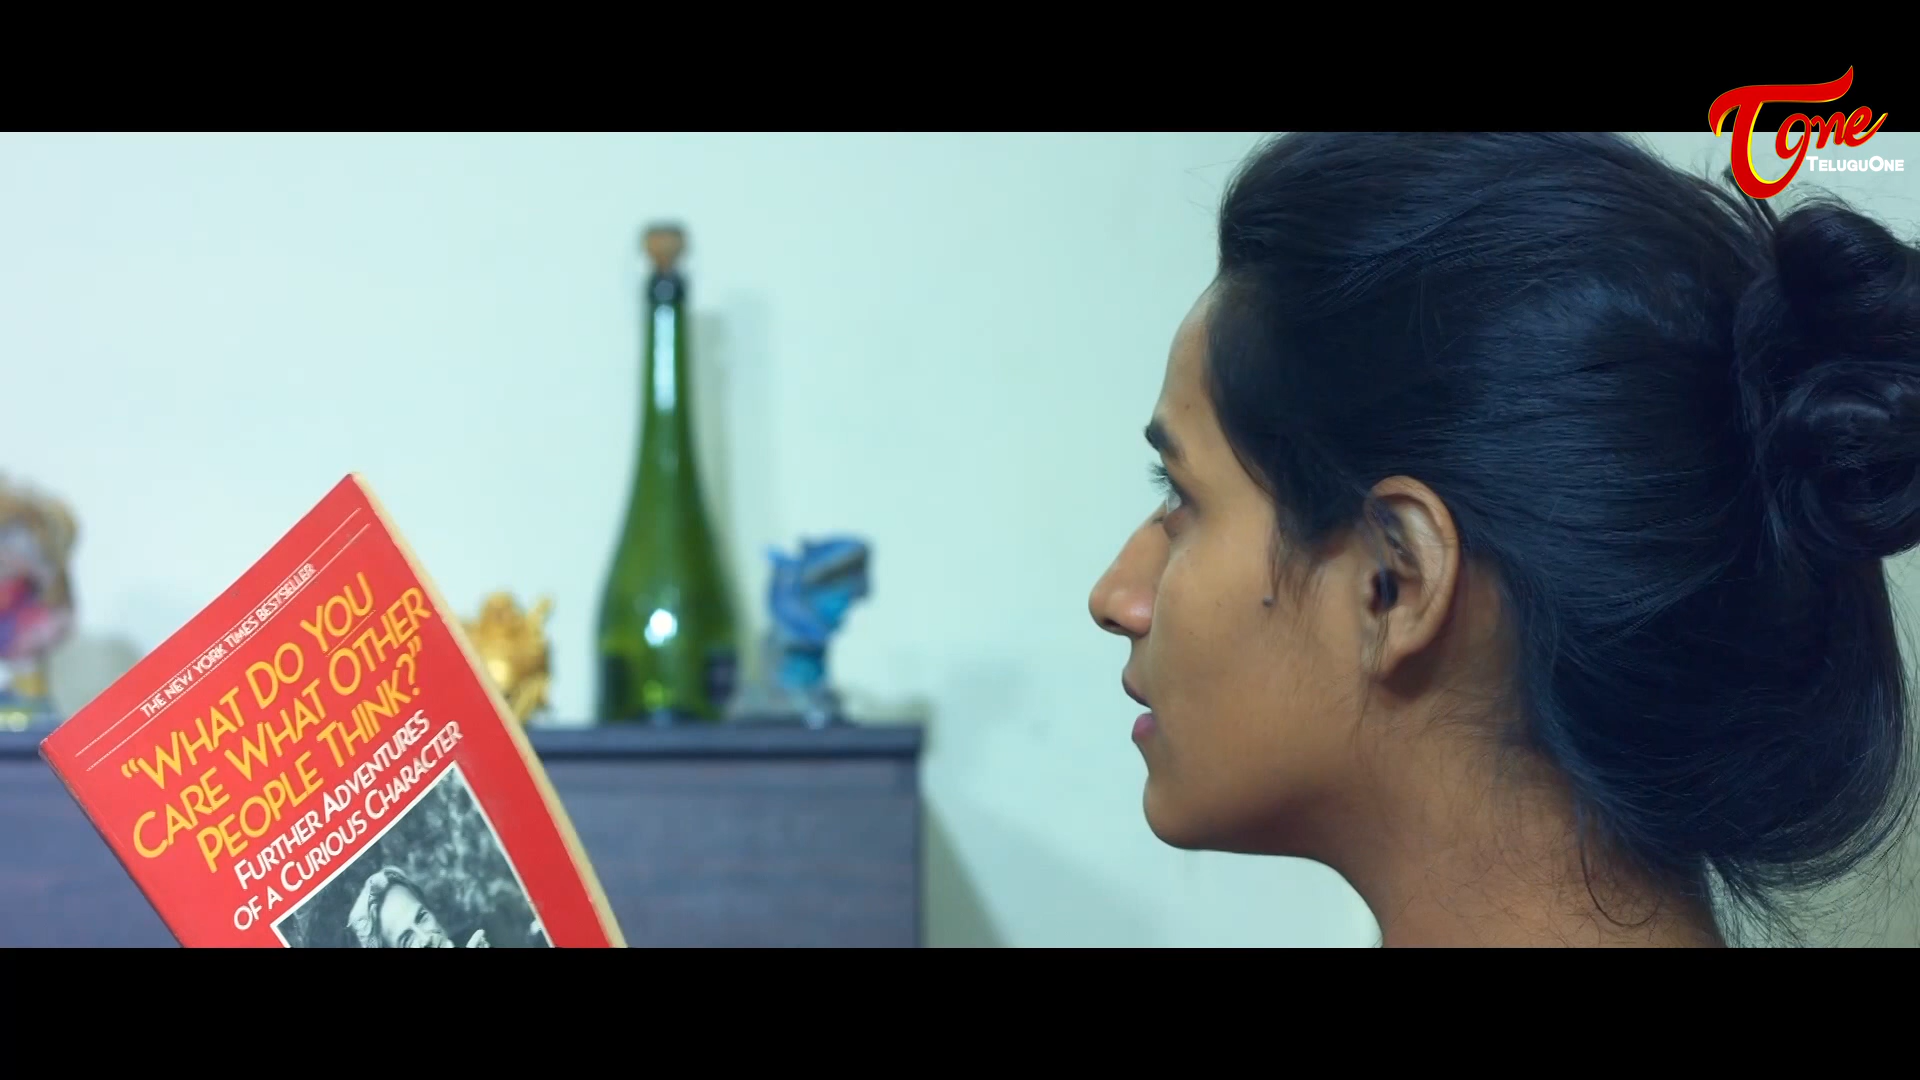 Tone
TELUGUONE
THE NEW YORK TIMES BESTSELLER
“WHAT DO YOU
CARE WHAT OTHER
PEOPLE THINK?”
FURTHER ADVENTURES
OF A CURIOUS CHARACTER